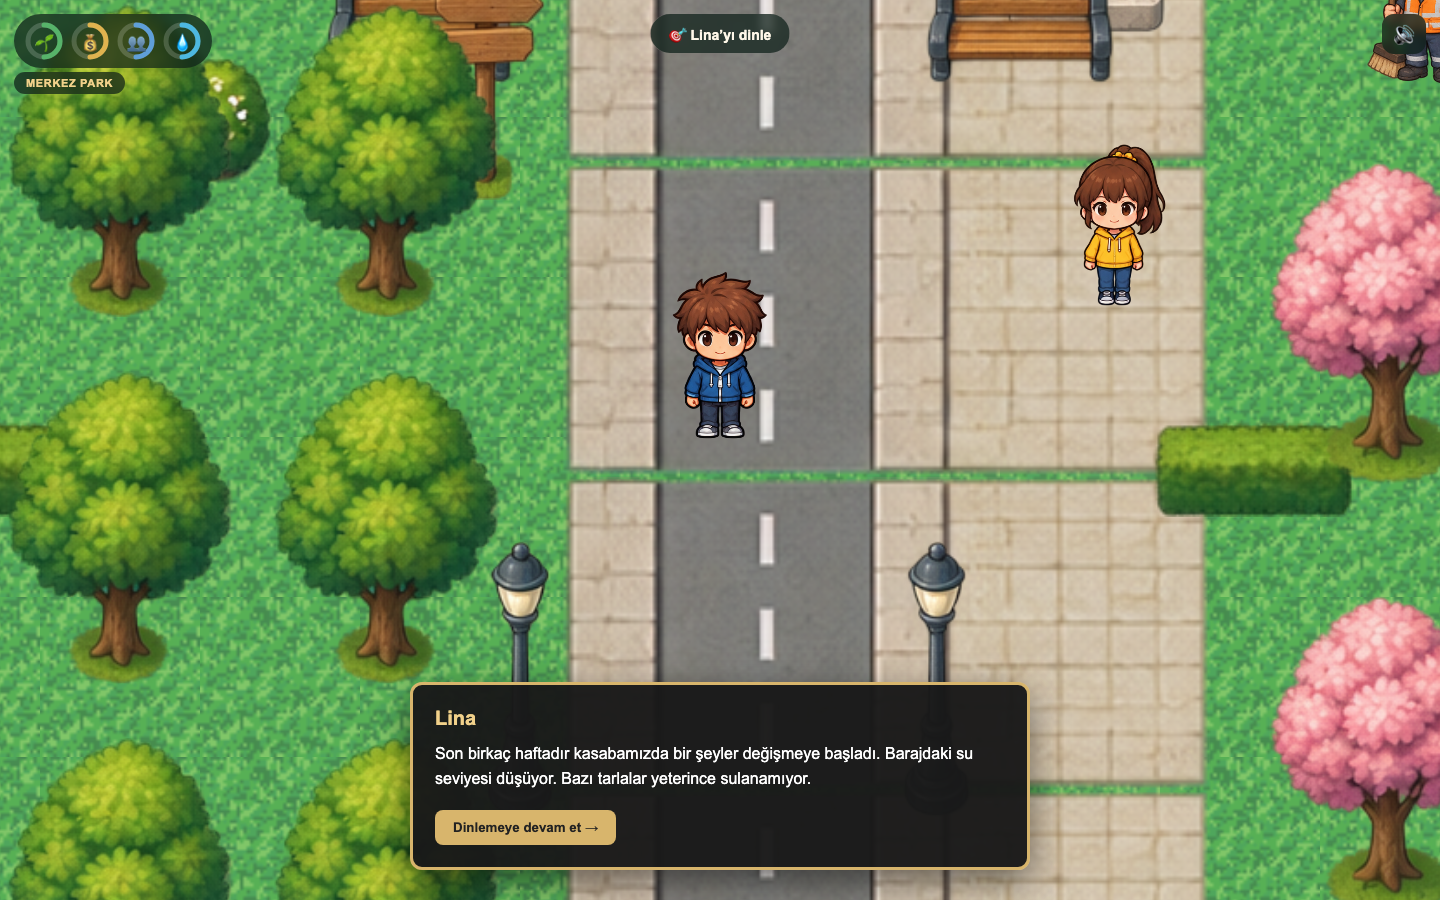 Lina'yı dinle
MERKEZ PARK
Lina
Son birkaç haftadır kasabamızda bir şeyler değişmeye başladı. Barajdaki su
seviyesi düşüyor. Bazı tarlalar yeterince sulanamıyor.
Dinlemeye devam et →